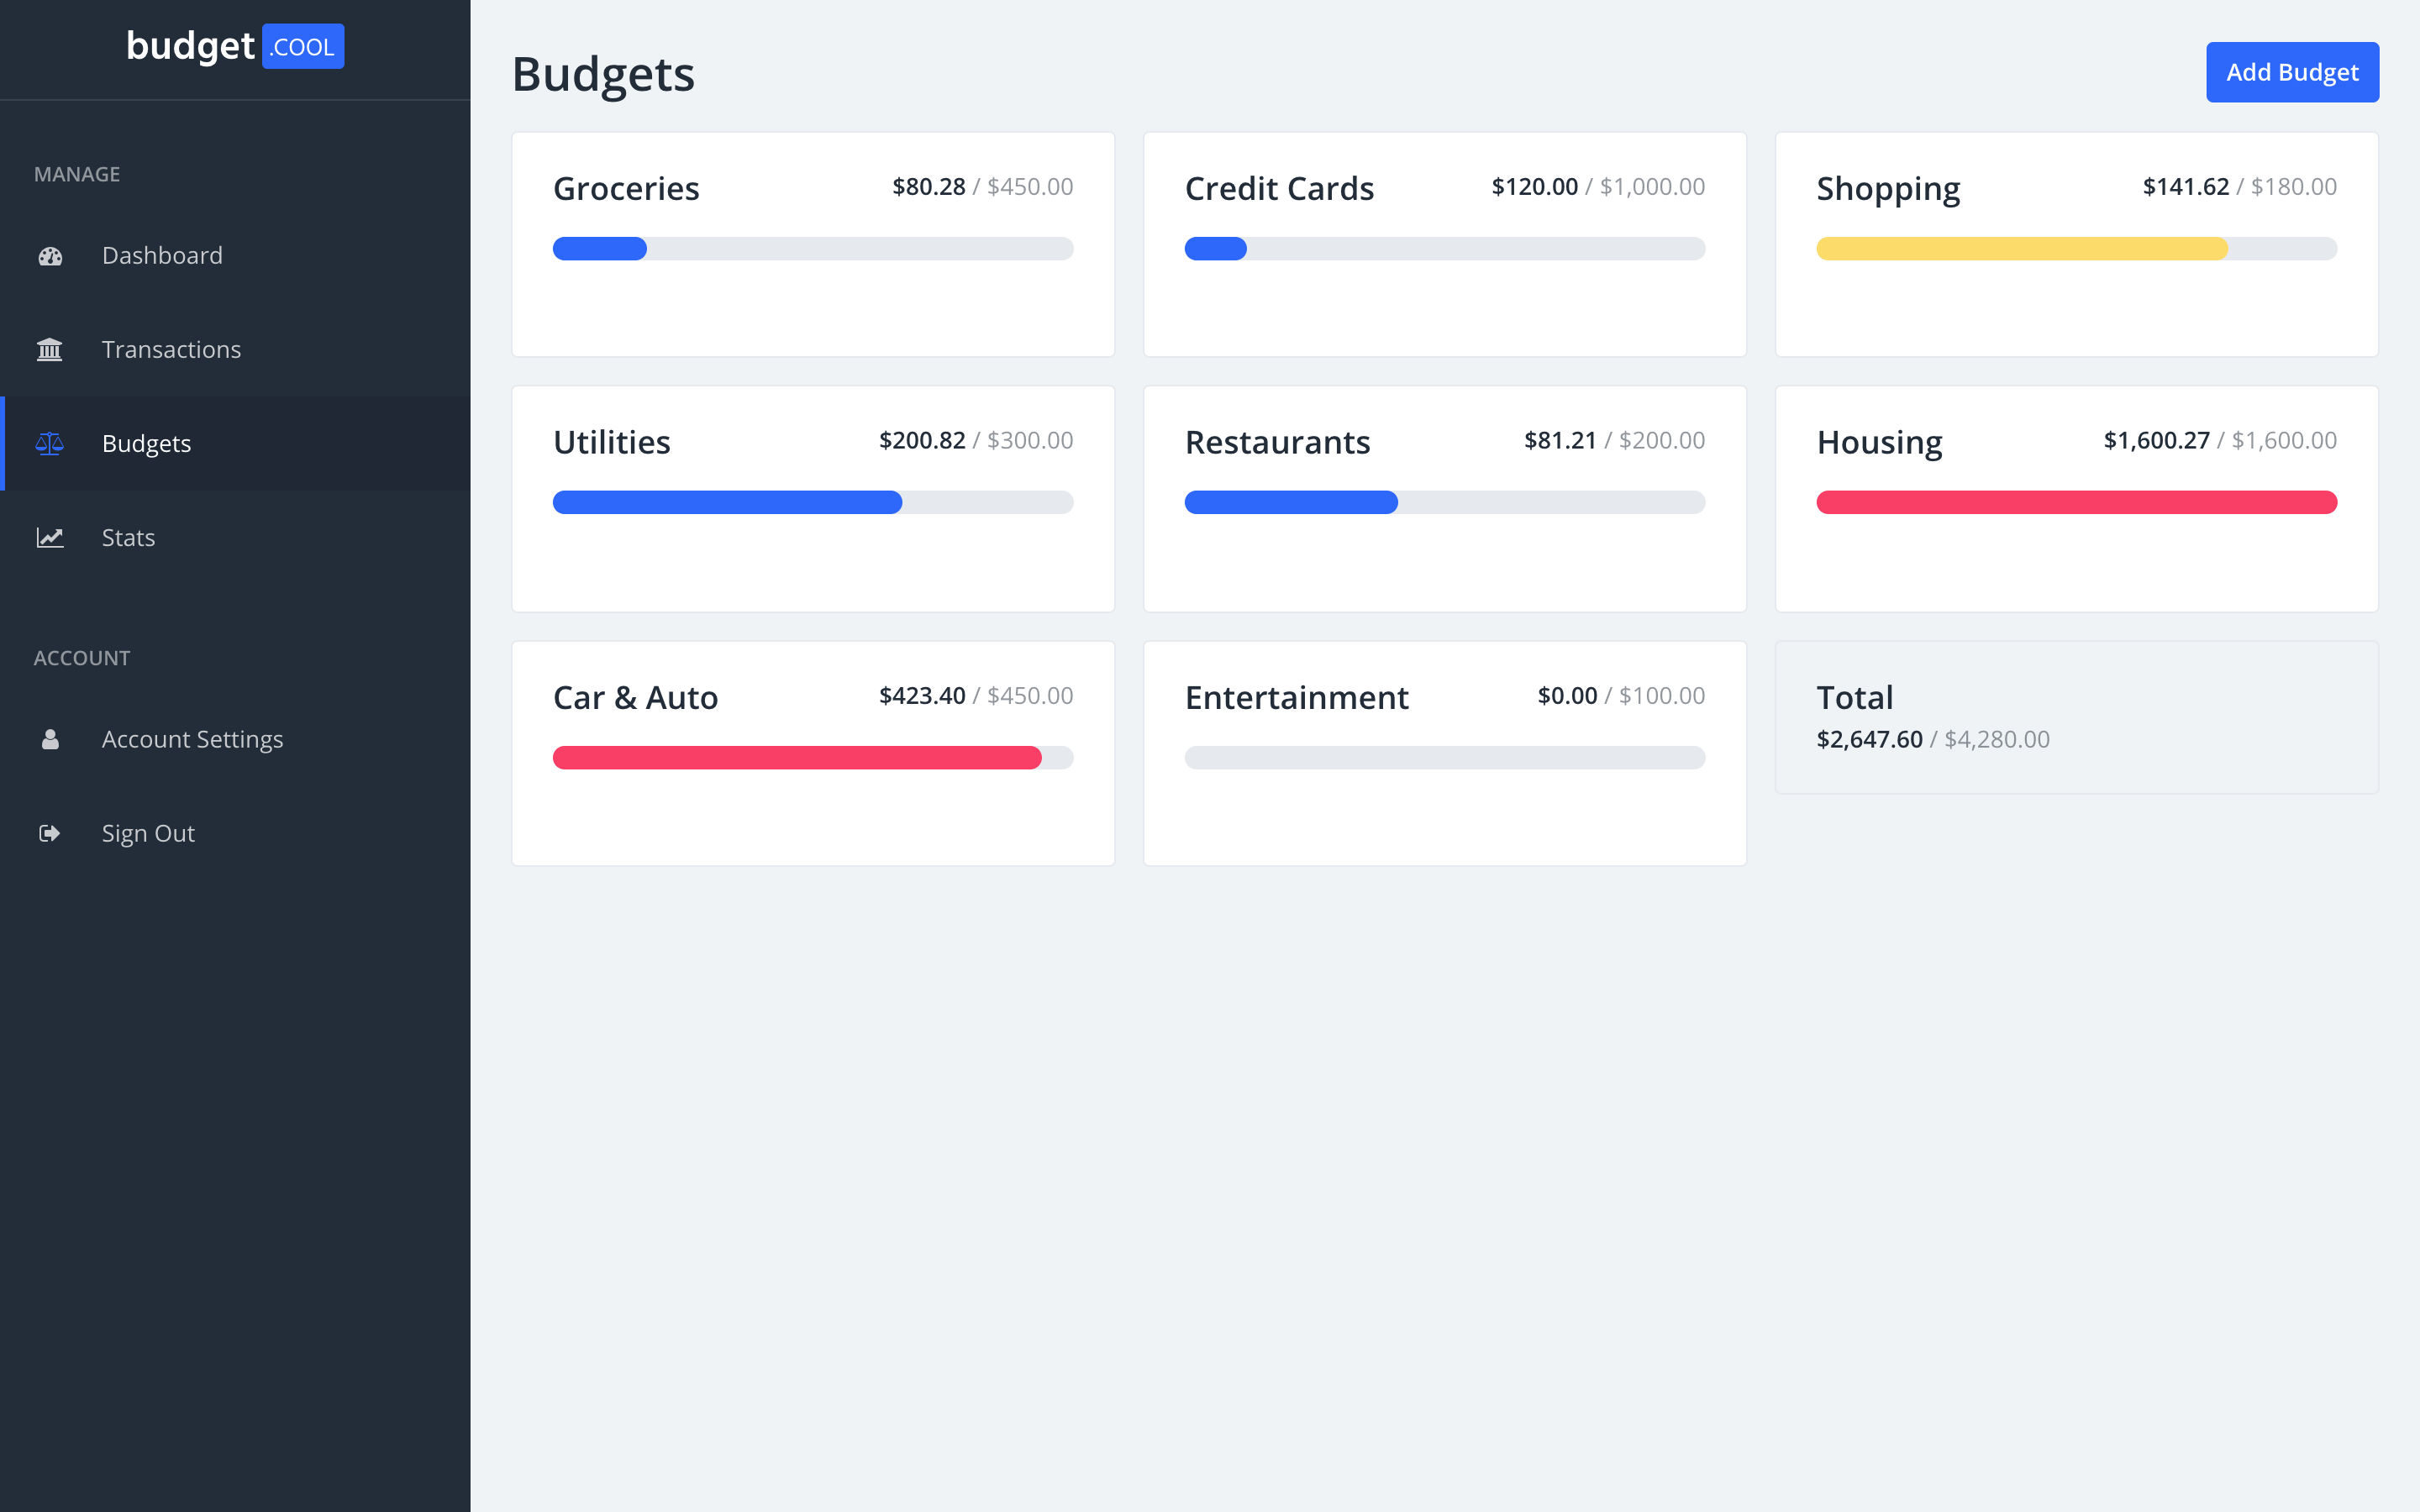 budget .COOL
MANAGE
Dashboard
Transactions
Budgets
Stats
ACCOUNT
Account Settings
Sign Out
Budgets
Add Budget
Groceries $80.28 / $450.00
Credit Cards $120.00 / $1,000.00
Shopping $141.62 / $180.00
Utilities $200.82 / $300.00
Restaurants $81.21 / $200.00
Housing $1,600.27 / $1,600.00
Car & Auto $423.40 / $450.00
Entertainment $0.00 / $100.00
Total
$2,647.60 / $4,280.00